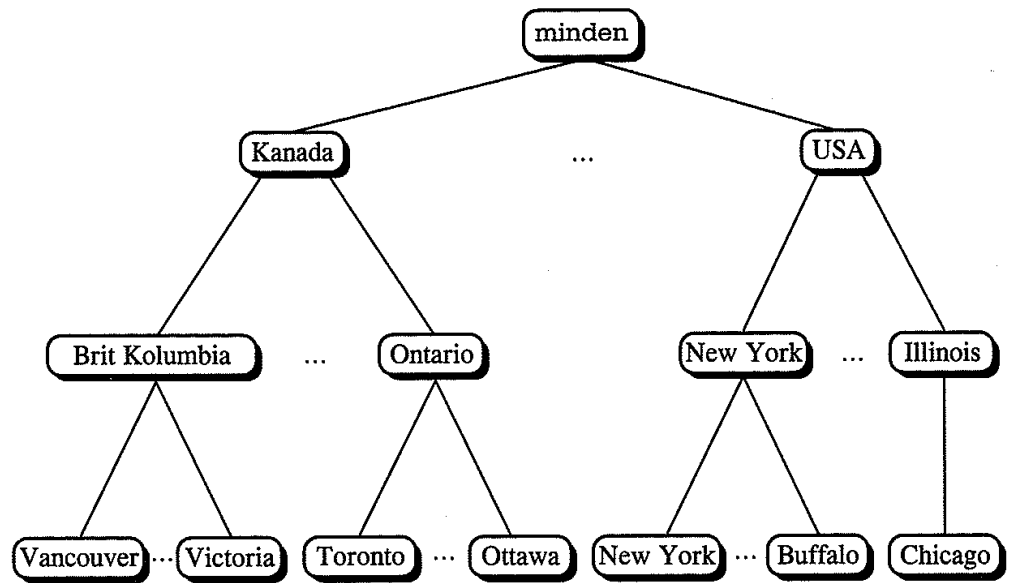 minden
Kanada ... USA
Brit Kolumbia ... Ontario New York ... Illinois
Vancouver ... Victoria Toronto ... Ottawa New York ... Buffalo Chicago